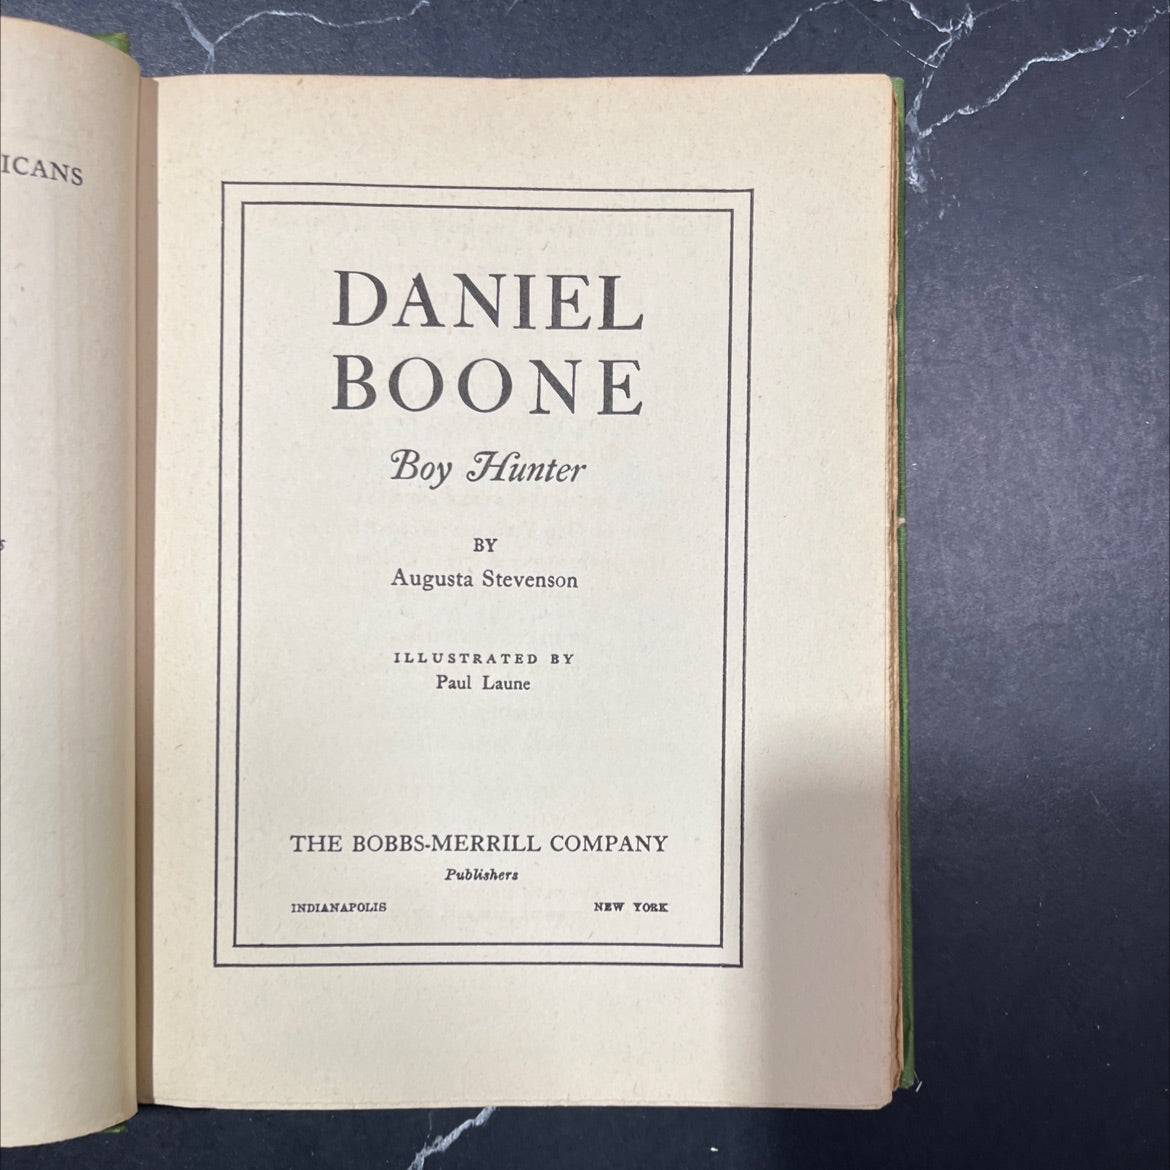 ICANS
DANIEL
BOONE
Boy Hunter
BY
Augusta Stevenson
ILLUSTRATED BY
Paul Laune
THE BOBBS-MERRILL COMPANY
Publishers
INDIANAPOLIS NEW YORK